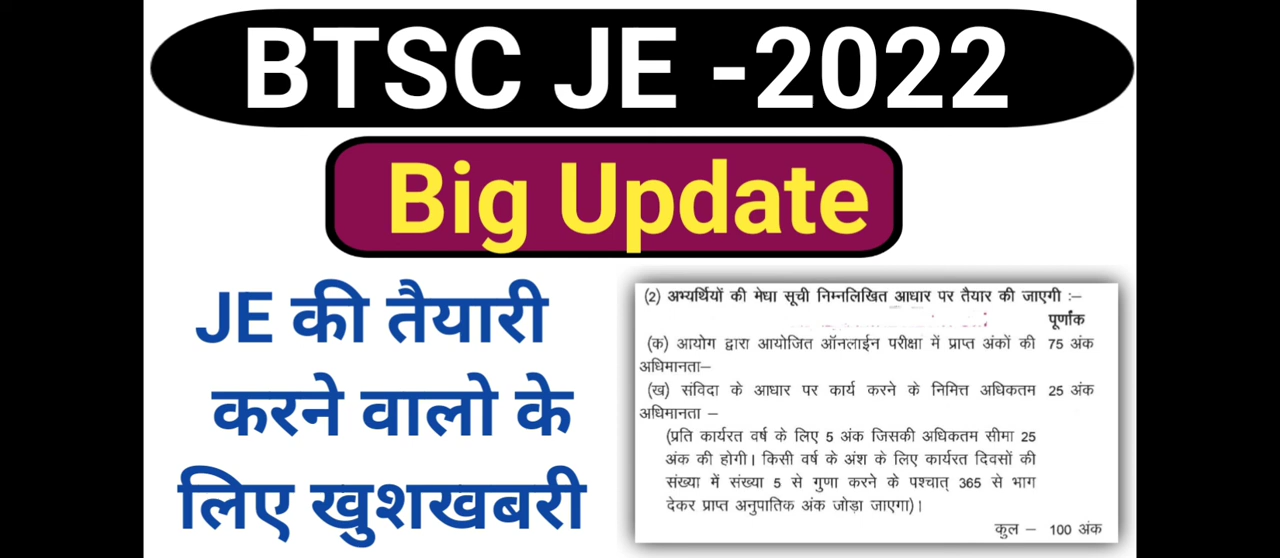 BTSC JE -2022
Big Update
JE की तैयारी
करने वालो के
लिए खुशखबरी
(2) अभ्यर्थियों की मेधा सूची निम्नलिखित आधार पर तैयार की जाएगी :–
पूर्णांक
(क) आयोग द्वारा आयोजित ऑनलाईन परीक्षा में प्राप्त अंकों की 75 अंक
अधिमानता–
(ख) संविदा के आधार पर कार्य करने के निमित्त अधिकतम 25 अंक
अधिमानता –
(प्रति कार्यरत वर्ष के लिए 5 अंक जिसकी अधिकतम सीमा 25
अंक की होगी। किसी वर्ष के अंश के लिए कार्यरत दिवसों की
संख्या में संख्या 5 से गुणा करने के पश्चात् 365 से भाग
देकर प्राप्त अनुपातिक अंक जोड़ा जाएगा)।
कुल – 100 अंक